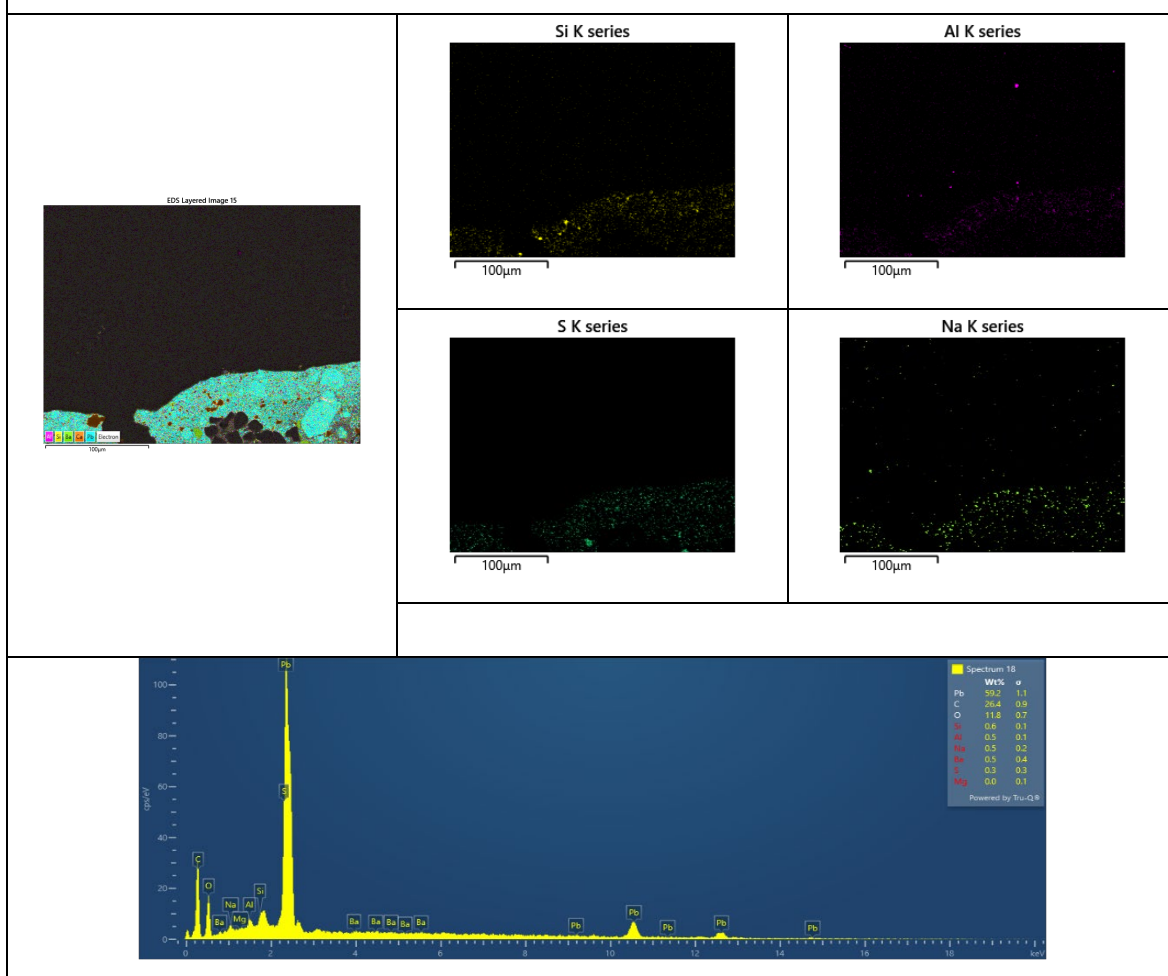 Si K series
Al K series
100µm
100µm
EDS Layered Image 15
Al Si Ba Ca Pb Electron
100µm
S K series
Na K series
100µm
100µm
Spectrum 18
Wt% σ
Pb 59.2 1.1
C 26.4 0.9
O 11.8 0.7
Si 0.6 0.1
Al 0.5 0.1
Na 0.5 0.2
Ba 0.5 0.4
S 0.3 0.3
Mg 0.0 0.1
Powered by Tru-Q®
cps/eV
100
80
60
40
20
0
Pb
S
C
O
Na
Al
Si
Ba
Mg
Ba Ba Ba Ba Ba
Pb Pb Pb Pb Pb
0 2 4 6 8 10 12 14 16 18 keV